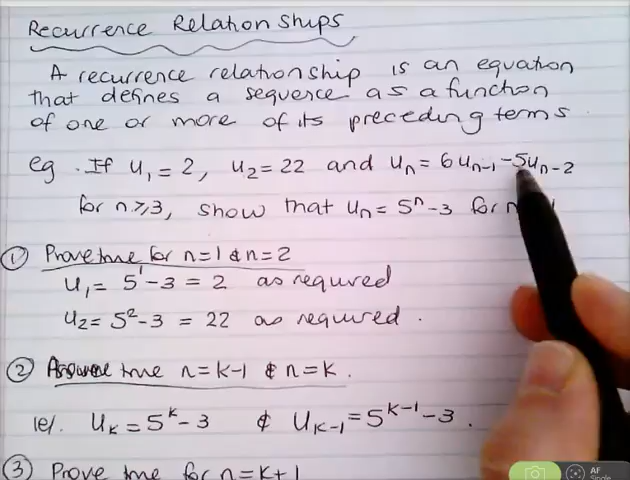 Recurrence Relationships
A recurrence relationship is an equation
that defines a sequence as a function
of one or more of its preceding terms.
eg. If u₁ = 2, u₂ = 22 and uₙ = 6uₙ₋₁ - 5uₙ₋₂
for n ≥ 3, show that uₙ = 5ⁿ - 3 for n
① Prove true for n=1 & n=2
u₁ = 5¹ - 3 = 2 as required
u₂ = 5² - 3 = 22 as required.
② Assume true n = k-1 & n = k.
ie/. uₖ = 5ᵏ - 3 & uₖ₋₁ = 5ᵏ⁻¹ - 3.
③ Prove true for n = k+1
AF
Single